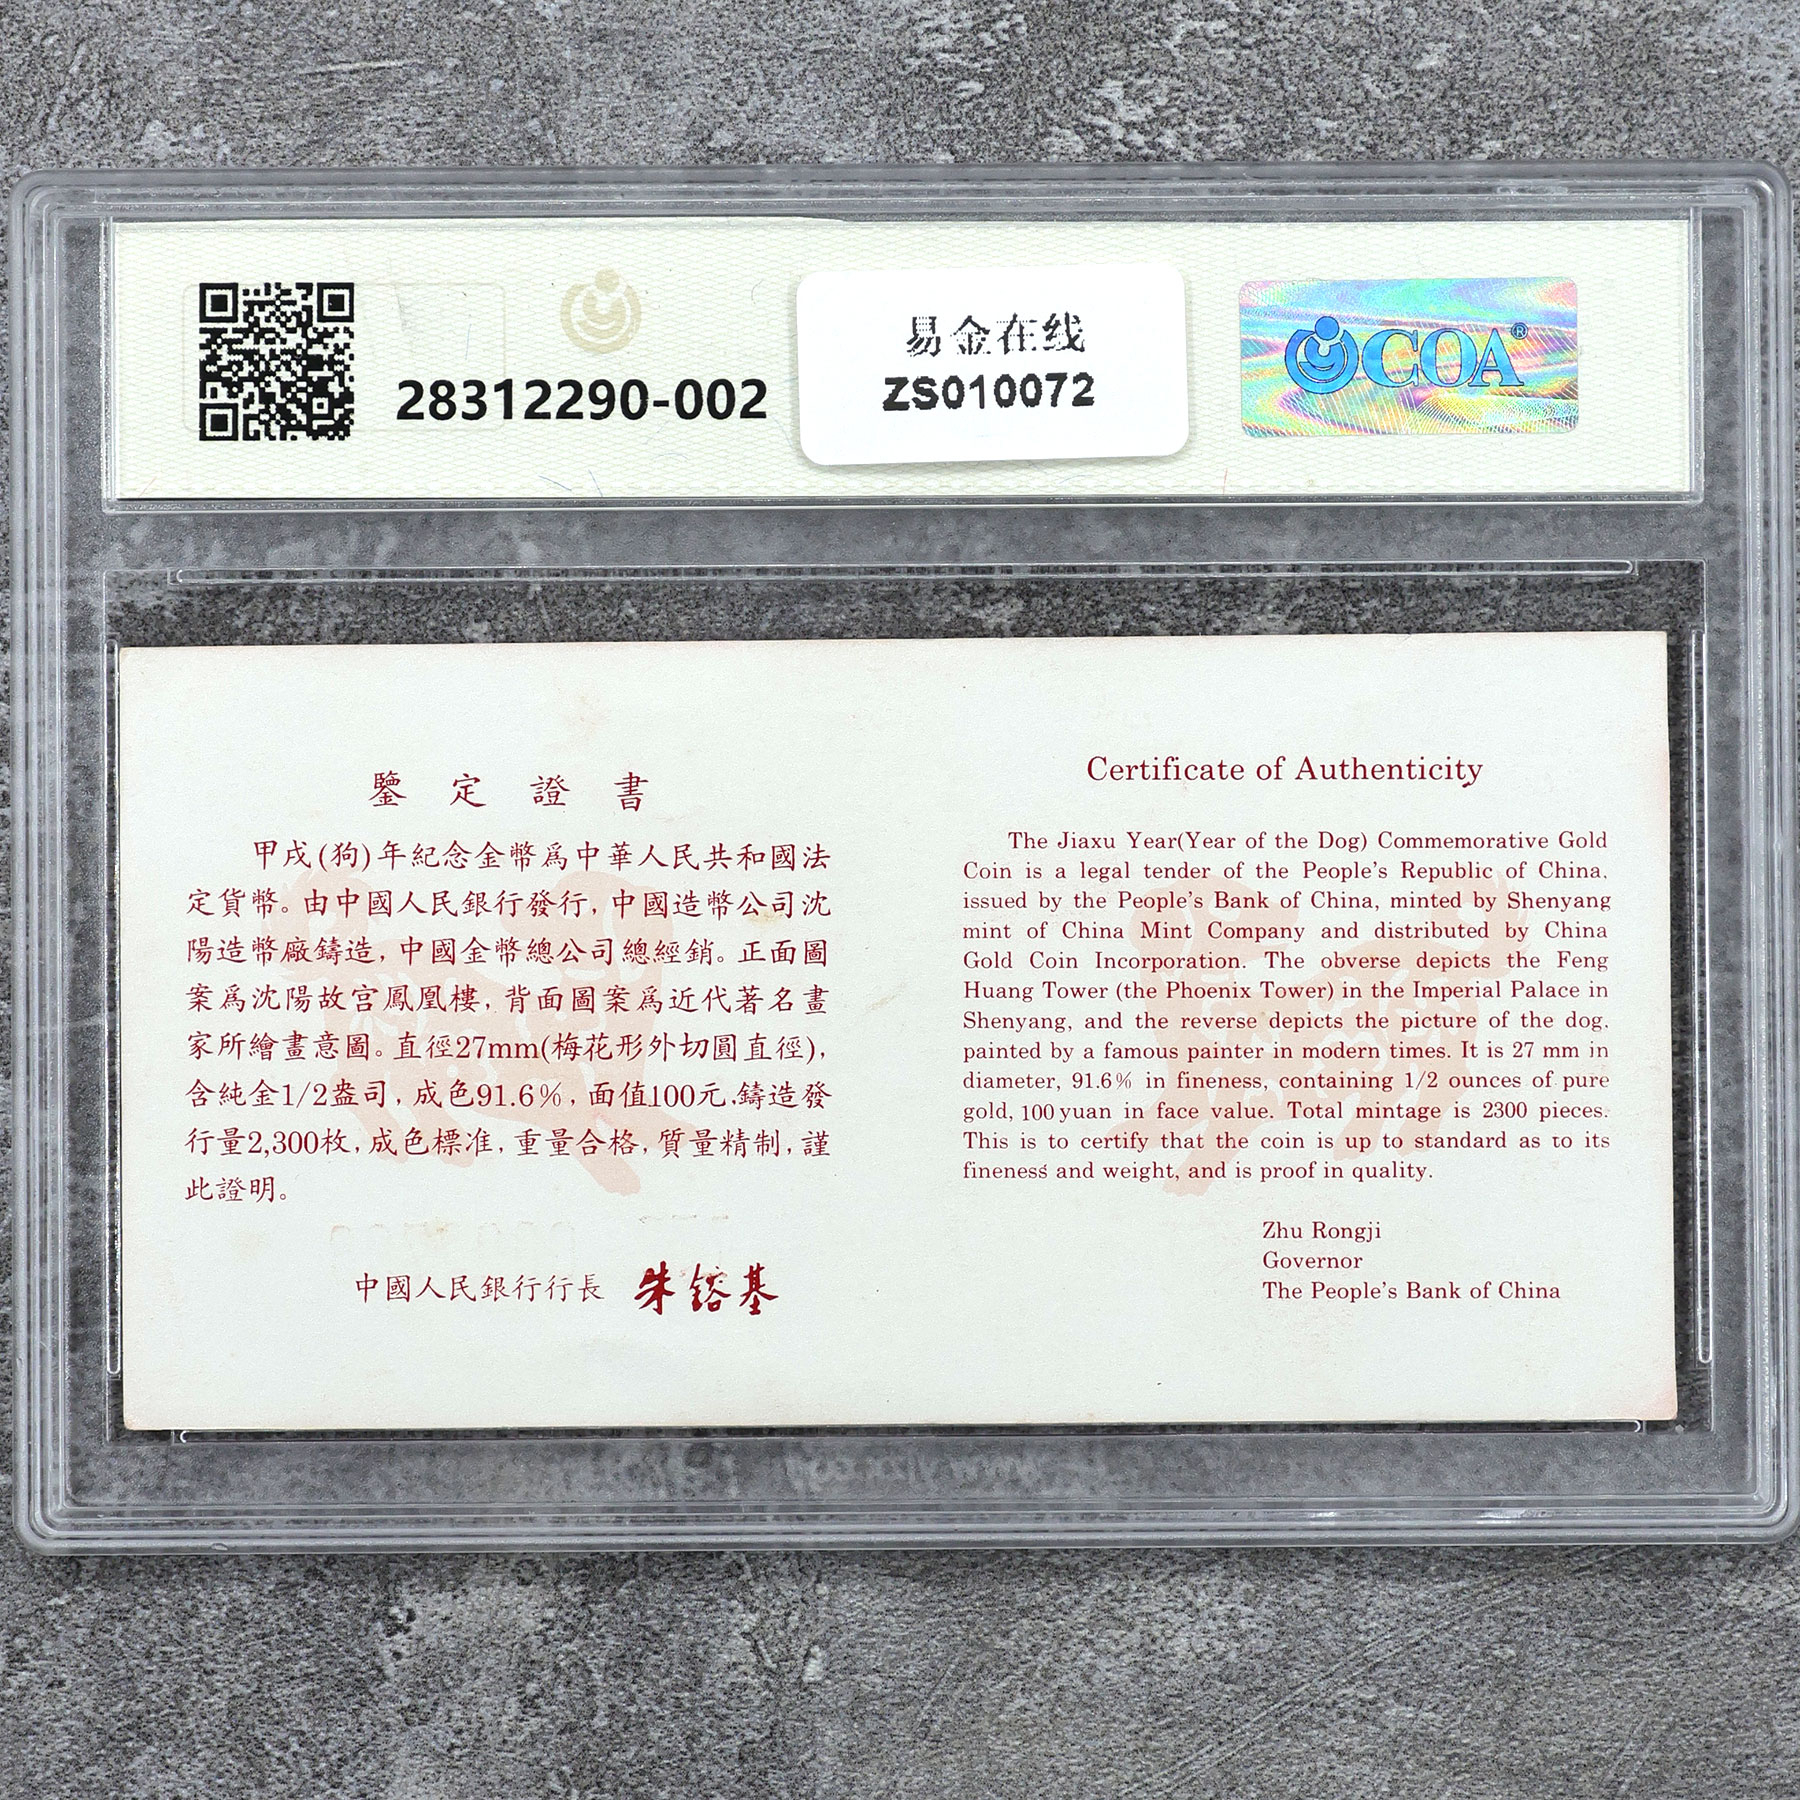 28312290-002
易金在线
ZS010072
COA®
鑒定證書
甲戌(狗)年紀念金幣爲中華人民共和國法
定貨幣。由中國人民銀行發行,中國造幣公司沈
陽造幣廠鑄造,中國金幣總公司總經銷。正面圖
案爲沈陽故宫鳳凰樓,背面圖案爲近代著名畫
家所繪畫意圖。直徑27mm(梅花形外切圓直徑),
含純金1/2盎司,成色91.6%,面值100元.鑄造發
行量2,300枚,成色標准,重量合格,質量精制,謹
此證明。
中國人民銀行行長 朱镕基
Certificate of Authenticity
The Jiaxu Year(Year of the Dog) Commemorative Gold
Coin is a legal tender of the People's Republic of China.
issued by the People's Bank of China, minted by Shenyang
mint of China Mint Company and distributed by China
Gold Coin Incorporation. The obverse depicts the Feng
Huang Tower (the Phoenix Tower) in the Imperial Palace in
Shenyang, and the reverse depicts the picture of the dog.
painted by a famous painter in modern times. It is 27 mm in
diameter, 91.6% in fineness, containing 1/2 ounces of pure
gold, 100 yuan in face value. Total mintage is 2300 pieces.
This is to certify that the coin is up to standard as to its
fineness and weight, and is proof in quality.
Zhu Rongji
Governor
The People's Bank of China